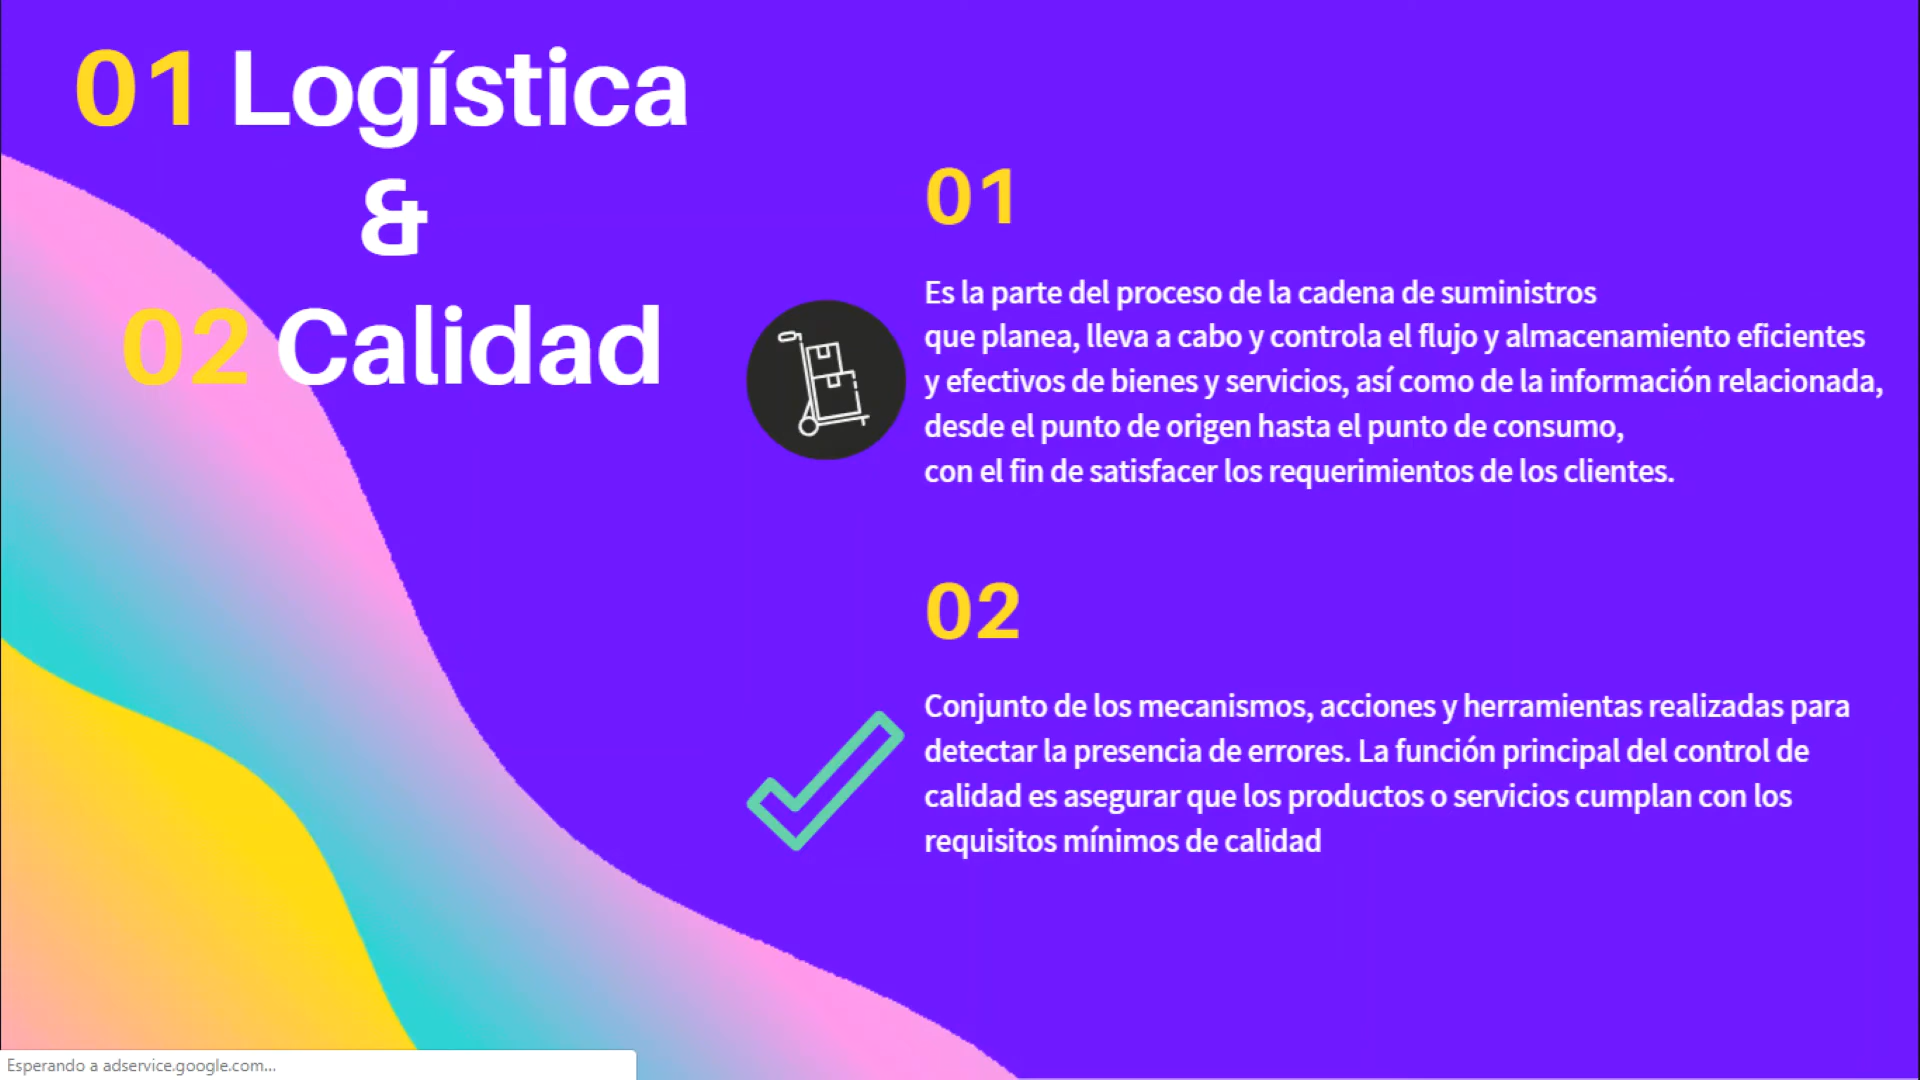 01 Logística
&
02 Calidad
01
Es la parte del proceso de la cadena de suministros
que planea, lleva a cabo y controla el flujo y almacenamiento eficientes
y efectivos de bienes y servicios, así como de la información relacionada,
desde el punto de origen hasta el punto de consumo,
con el fin de satisfacer los requerimientos de los clientes.
02
Conjunto de los mecanismos, acciones y herramientas realizadas para
detectar la presencia de errores. La función principal del control de
calidad es asegurar que los productos o servicios cumplan con los
requisitos mínimos de calidad
Esperando a adservice.google.com...